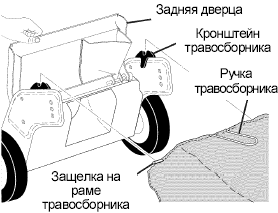 Задняя дверца
Кронштейн
травосборника
Ручка
травосборника
Защелка на
раме
травосборника